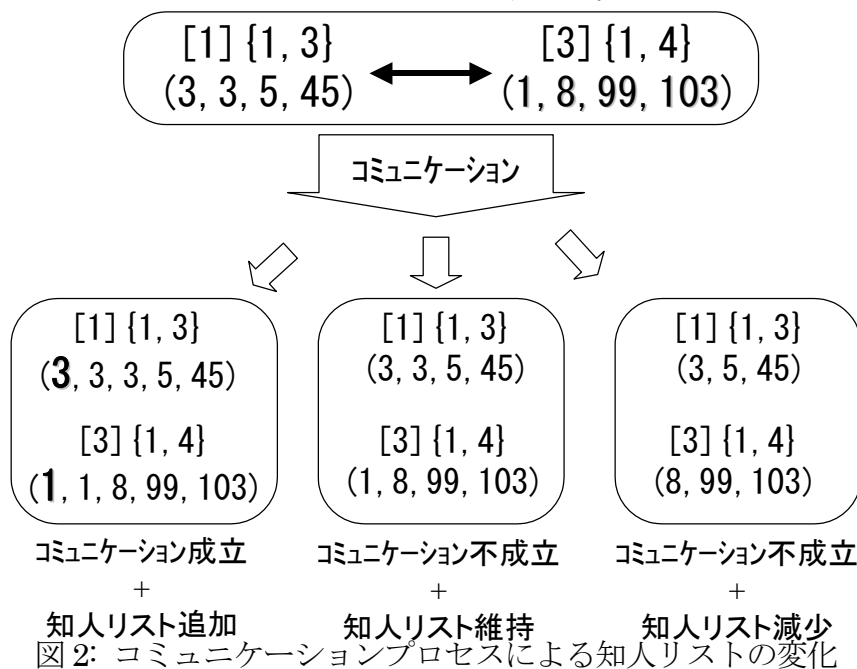 [1] {1, 3} [3] {1, 4}
(3, 3, 5, 45) (1, 8, 99, 103)
コミュニケーション
[1] {1, 3}
(3, 3, 3, 5, 45)
[3] {1, 4}
(1, 1, 8, 99, 103)
コミュニケーション成立
+
知人リスト追加
[1] {1, 3}
(3, 3, 5, 45)
[3] {1, 4}
(1, 8, 99, 103)
コミュニケーション不成立
+
知人リスト維持
[1] {1, 3}
(3, 5, 45)
[3] {1, 4}
(8, 99, 103)
コミュニケーション不成立
+
知人リスト減少
図 2: コミュニケーションプロセスによる知人リストの変化